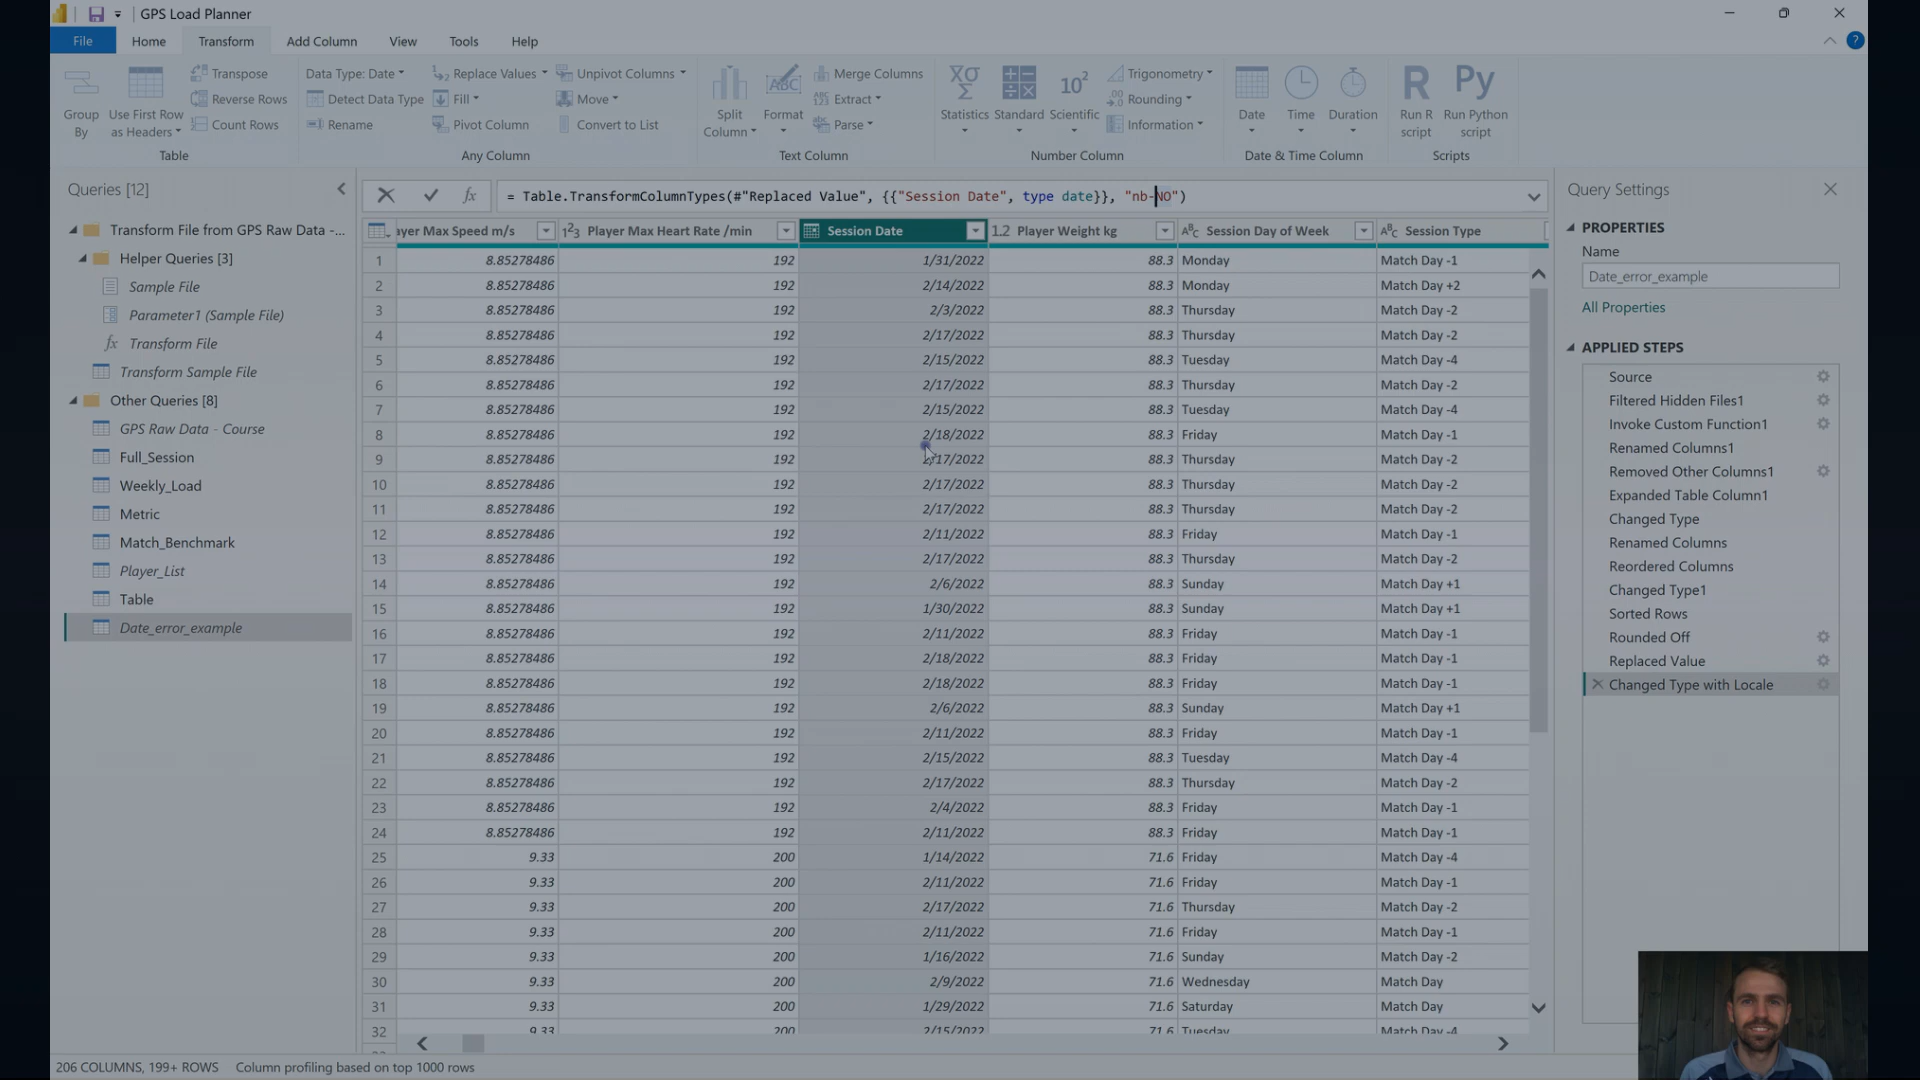 GPS Load Planner
File Home Transform Add Column View Tools Help
Group By
Use First Row as Headers
Transpose
Reverse Rows
Count Rows
Table
Data Type: Date
Detect Data Type
Rename
Replace Values
Fill
Pivot Column
Unpivot Columns
Move
Convert to List
Any Column
Split Column
Format
ABC
Merge Columns
Extract
Parse
Text Column
Statistics
Standard
Scientific
Trigonometry
Rounding
Information
Number Column
Date
Time
Duration
Date & Time Column
R
Run R script
Py
Run Python script
Scripts
Queries [12]
Transform File from GPS Raw Data -...
Helper Queries [3]
Sample File
Parameter1 (Sample File)
fx Transform File
Transform Sample File
Other Queries [8]
GPS Raw Data - Course
Full_Session
Weekly_Load
Metric
Match_Benchmark
Player_List
Table
Date_error_example
fx = Table.TransformColumnTypes(#"Replaced Value", {{"Session Date", type date}}, "nb-NO")
ayer Max Speed m/s 123 Player Max Heart Rate /min Session Date 1.2 Player Weight kg ABC Session Day of Week ABC Session Type
1 8.85278486 192 1/31/2022 88.3 Monday Match Day -1
2 8.85278486 192 2/14/2022 88.3 Monday Match Day +2
3 8.85278486 192 2/3/2022 88.3 Thursday Match Day -2
4 8.85278486 192 2/17/2022 88.3 Thursday Match Day -2
5 8.85278486 192 2/15/2022 88.3 Tuesday Match Day -4
6 8.85278486 192 2/17/2022 88.3 Thursday Match Day -2
7 8.85278486 192 2/15/2022 88.3 Tuesday Match Day -4
8 8.85278486 192 2/18/2022 88.3 Friday Match Day -1
9 8.85278486 192 2/17/2022 88.3 Thursday Match Day -2
10 8.85278486 192 2/17/2022 88.3 Thursday Match Day -2
11 8.85278486 192 2/17/2022 88.3 Thursday Match Day -2
12 8.85278486 192 2/11/2022 88.3 Friday Match Day -1
13 8.85278486 192 2/17/2022 88.3 Thursday Match Day -2
14 8.85278486 192 2/6/2022 88.3 Sunday Match Day +1
15 8.85278486 192 1/30/2022 88.3 Sunday Match Day +1
16 8.85278486 192 2/11/2022 88.3 Friday Match Day -1
17 8.85278486 192 2/18/2022 88.3 Friday Match Day -1
18 8.85278486 192 2/18/2022 88.3 Friday Match Day -1
19 8.85278486 192 2/6/2022 88.3 Sunday Match Day +1
20 8.85278486 192 2/11/2022 88.3 Friday Match Day -1
21 8.85278486 192 2/15/2022 88.3 Tuesday Match Day -4
22 8.85278486 192 2/17/2022 88.3 Thursday Match Day -2
23 8.85278486 192 2/4/2022 88.3 Friday Match Day -1
24 8.85278486 192 2/11/2022 88.3 Friday Match Day -1
25 9.33 200 1/14/2022 71.6 Friday Match Day -4
26 9.33 200 2/11/2022 71.6 Friday Match Day -1
27 9.33 200 2/17/2022 71.6 Thursday Match Day -2
28 9.33 200 2/11/2022 71.6 Friday Match Day -1
29 9.33 200 1/16/2022 71.6 Sunday Match Day -2
30 9.33 200 2/9/2022 71.6 Wednesday Match Day
31 9.33 200 1/29/2022 71.6 Saturday Match Day
32 9.33 200 2/15/2022 71.6 Tuesday Match Day -4
Query Settings
PROPERTIES
Name
Date_error_example
All Properties
APPLIED STEPS
Source
Filtered Hidden Files1
Invoke Custom Function1
Renamed Columns1
Removed Other Columns1
Expanded Table Column1
Changed Type
Renamed Columns
Reordered Columns
Changed Type1
Sorted Rows
Rounded Off
Replaced Value
Changed Type with Locale
206 COLUMNS, 199+ ROWS Column profiling based on top 1000 rows